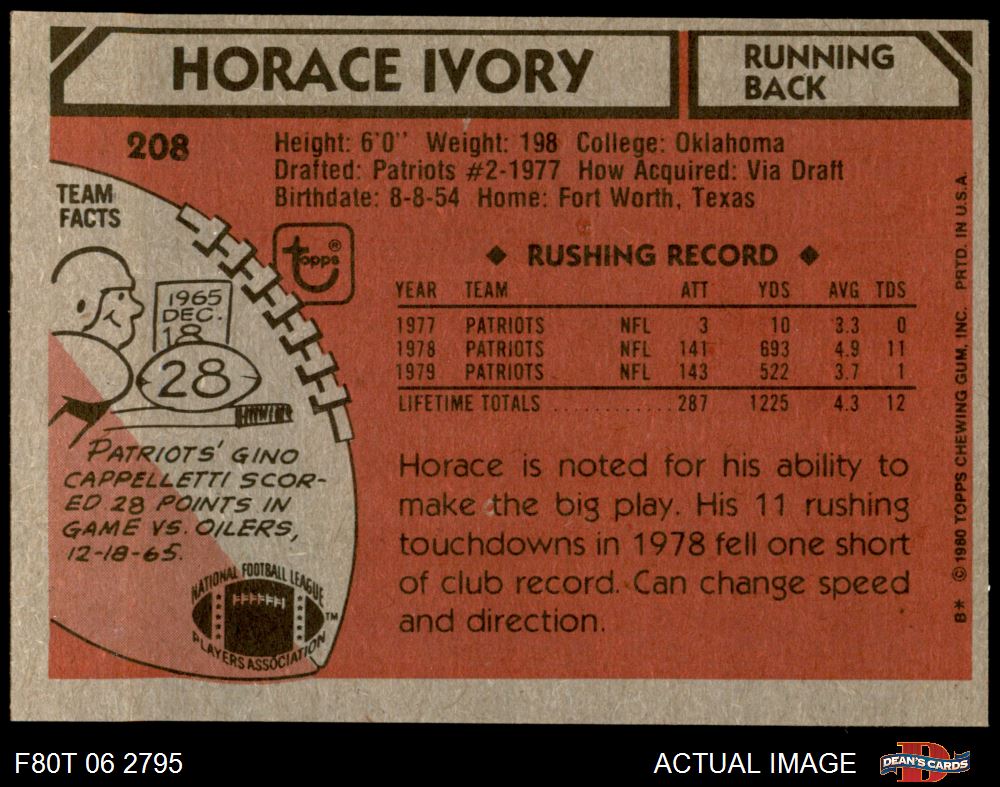 HORACE IVORY
RUNNING
BACK
208
Height: 6'0" Weight: 198 College: Oklahoma
Drafted: Patriots #2-1977 How Acquired: Via Draft
Birthdate: 8-8-54 Home: Fort Worth, Texas
TEAM
FACTS
topps®
1965
DEC.
18
28
PATRIOTS' GINO
CAPPELLETTI SCOR-
ED 28 POINTS IN
GAME VS. OILERS,
12-18-65.
NATIONAL FOOTBALL LEAGUE
PLAYERS ASSOCIATION
™
◆ RUSHING RECORD ◆
YEAR TEAM ATT YDS AVG TDS
1977 PATRIOTS NFL 3 10 3.3 0
1978 PATRIOTS NFL 141 693 4.9 11
1979 PATRIOTS NFL 143 522 3.7 1
LIFETIME TOTALS ............ 287 1225 4.3 12
Horace is noted for his ability to
make the big play. His 11 rushing
touchdowns in 1978 fell one short
of club record. Can change speed
and direction.
B* © 1980 TOPPS CHEWING GUM, INC. PRTD. IN U.S.A.
F80T 06 2795
ACTUAL IMAGE
D
DEAN'S CARDS